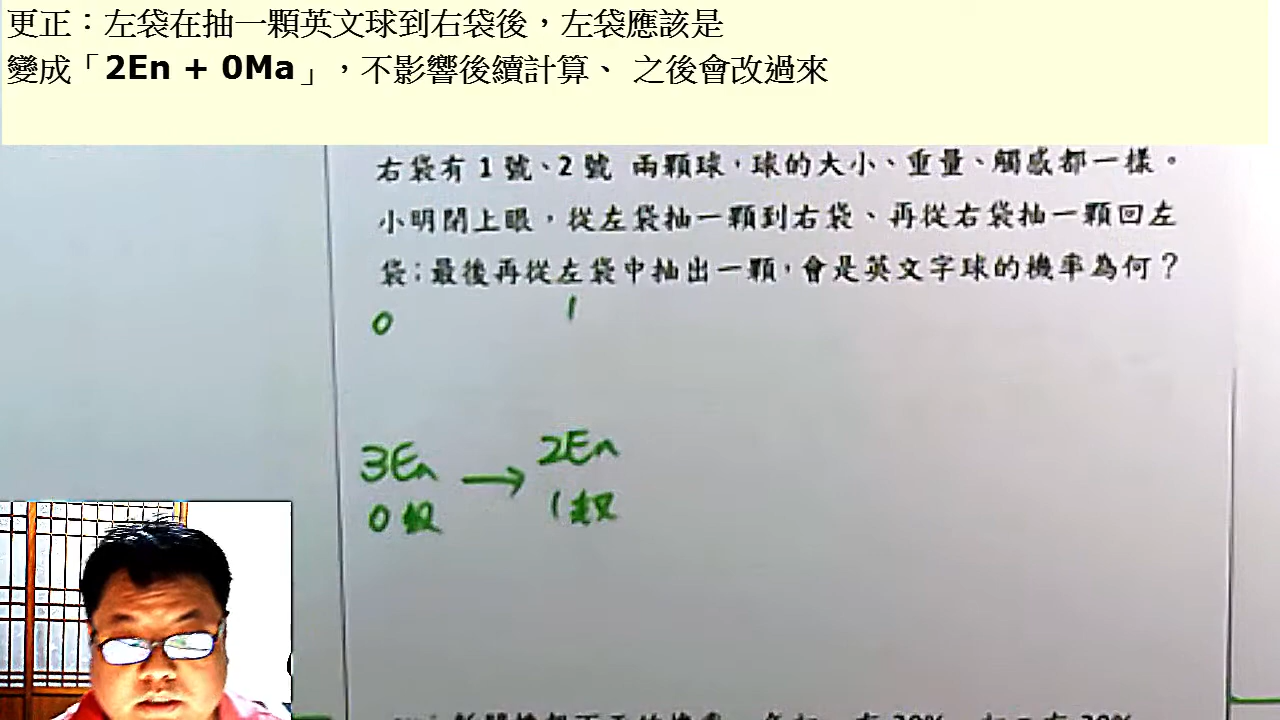 更正：左袋在抽一顆英文球到右袋後，左袋應該是
變成「2En + 0Ma」，不影響後續計算、 之後會改過來
右袋有 1 號、2 號 兩顆球，球的大小、重量、觸感都一樣。
小明閉上眼，從左袋抽一顆到右袋、再從右袋抽一顆回左
袋；最後再從左袋中抽出一顆，會是英文字球的機率為何？
0 1
3En → 2En
0 1